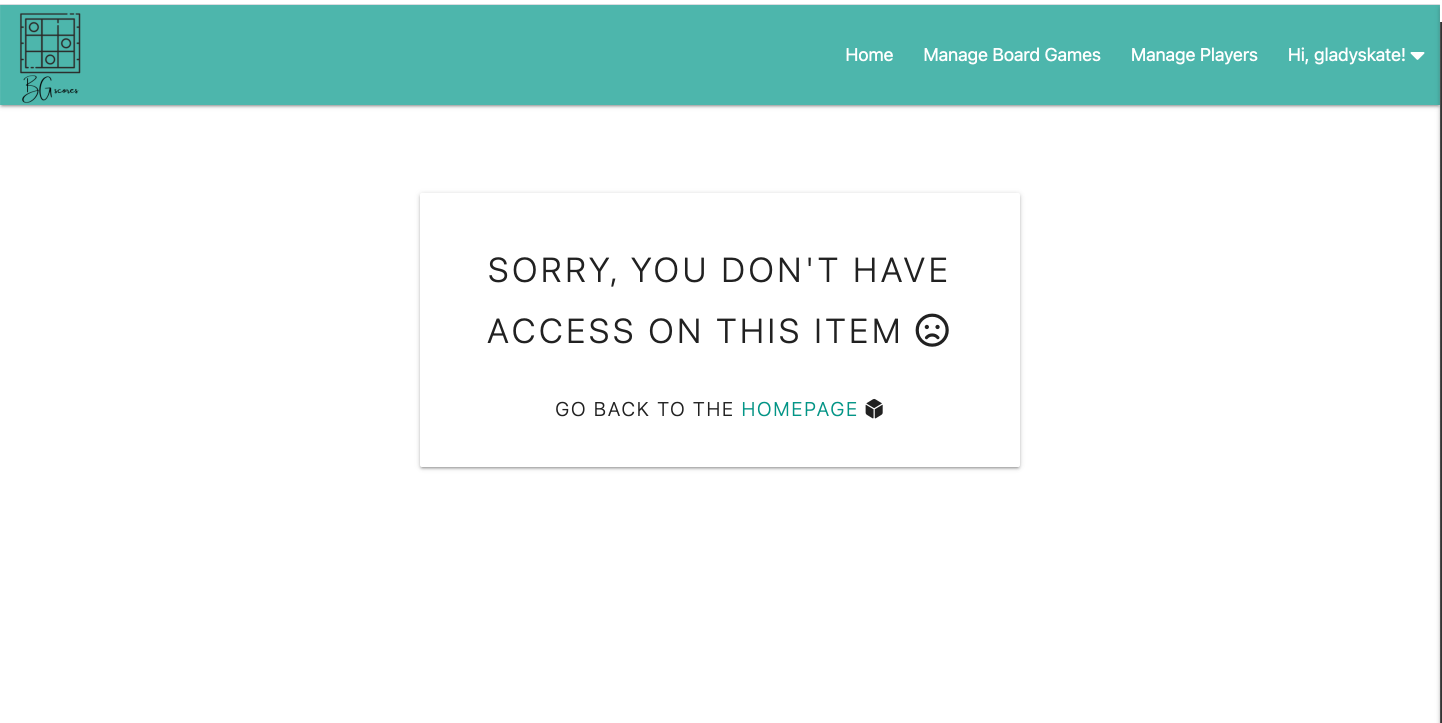 BG scores
Home Manage Board Games Manage Players Hi, gladyskate!
SORRY, YOU DON'T HAVE
ACCESS ON THIS ITEM
GO BACK TO THE HOMEPAGE